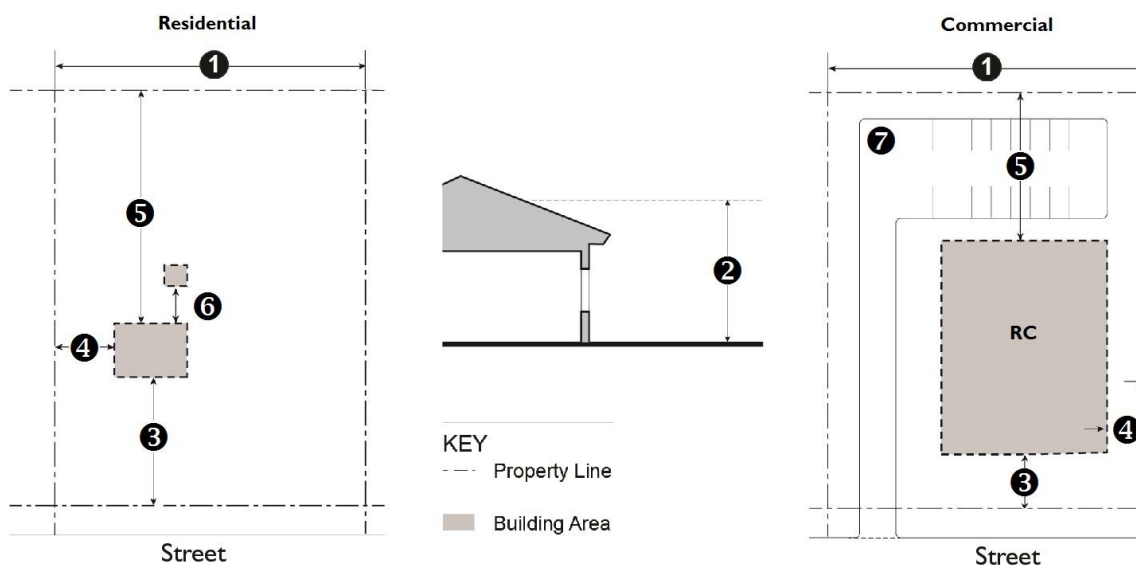 Residential
1
5
6
4
3
Street
2
KEY
Property Line
Building Area
Commercial
1
7
5
RC
4
3
Street